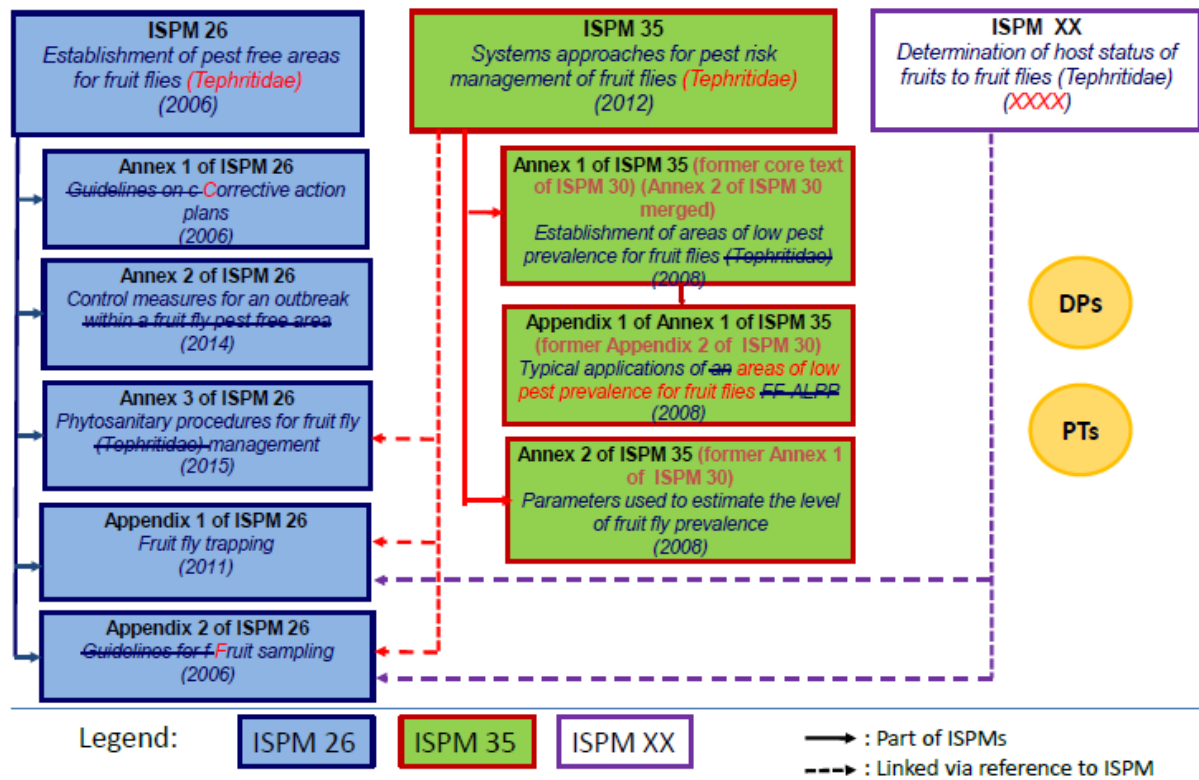 ISPM 26
Establishment of pest free areas
for fruit flies (Tephritidae)
(2006)
Annex 1 of ISPM 26
Guidelines on c Corrective action
plans
(2006)
Annex 2 of ISPM 26
Control measures for an outbreak
within a fruit fly pest free area
(2014)
Annex 3 of ISPM 26
Phytosanitary procedures for fruit fly
(Tephritidae) management
(2015)
Appendix 1 of ISPM 26
Fruit fly trapping
(2011)
Appendix 2 of ISPM 26
Guidelines for f Fruit sampling
(2006)
ISPM 35
Systems approaches for pest risk
management of fruit flies (Tephritidae)
(2012)
Annex 1 of ISPM 35 (former core text
of ISPM 30) (Annex 2 of ISPM 30
merged)
Establishment of areas of low pest
prevalence for fruit flies (Tephritidae)
(2008)
Appendix 1 of Annex 1 of ISPM 35
(former Appendix 2 of ISPM 30)
Typical applications of an areas of low
pest prevalence for fruit flies FF-ALPP
(2008)
Annex 2 of ISPM 35 (former Annex 1
of ISPM 30)
Parameters used to estimate the level
of fruit fly prevalence
(2008)
ISPM XX
Determination of host status of
fruits to fruit flies (Tephritidae)
(XXXX)
DPs
PTs
Legend:
ISPM 26
ISPM 35
ISPM XX
: Part of ISPMs
: Linked via reference to ISPM